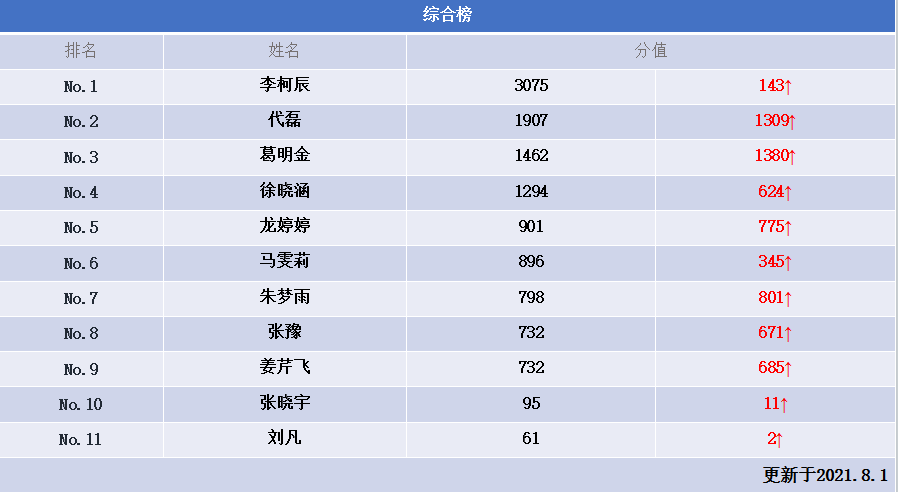 综合榜
排名 姓名 分值
No.1 李柯辰 3075 143↑
No.2 代磊 1907 1309↑
No.3 葛明金 1462 1380↑
No.4 徐晓涵 1294 624↑
No.5 龙婷婷 901 775↑
No.6 马雯莉 896 345↑
No.7 朱梦雨 798 801↑
No.8 张豫 732 671↑
No.9 姜芹飞 732 685↑
No.10 张晓宇 95 11↑
No.11 刘凡 61 2↑
更新于2021.8.1